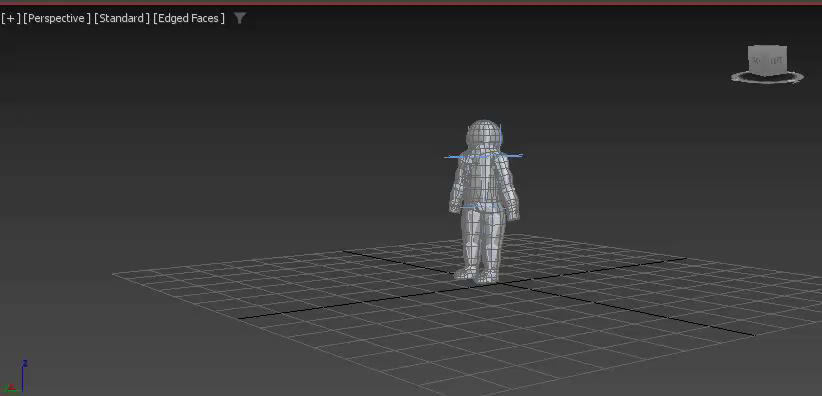 [+] [Perspective] [Standard] [Edged Faces]
z